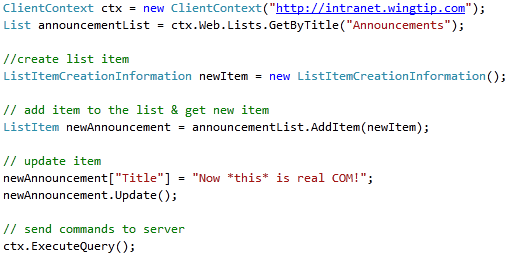 ClientContext ctx = new ClientContext("http://intranet.wingtip.com");
List announcementList = ctx.Web.Lists.GetByTitle("Announcements");
//create list item
ListItemCreationInformation newItem = new ListItemCreationInformation();
// add item to the list & get new item
ListItem newAnnouncement = announcementList.AddItem(newItem);
// update item
newAnnouncement["Title"] = "Now *this* is real COM!";
newAnnouncement.Update();
// send commands to server
ctx.ExecuteQuery();